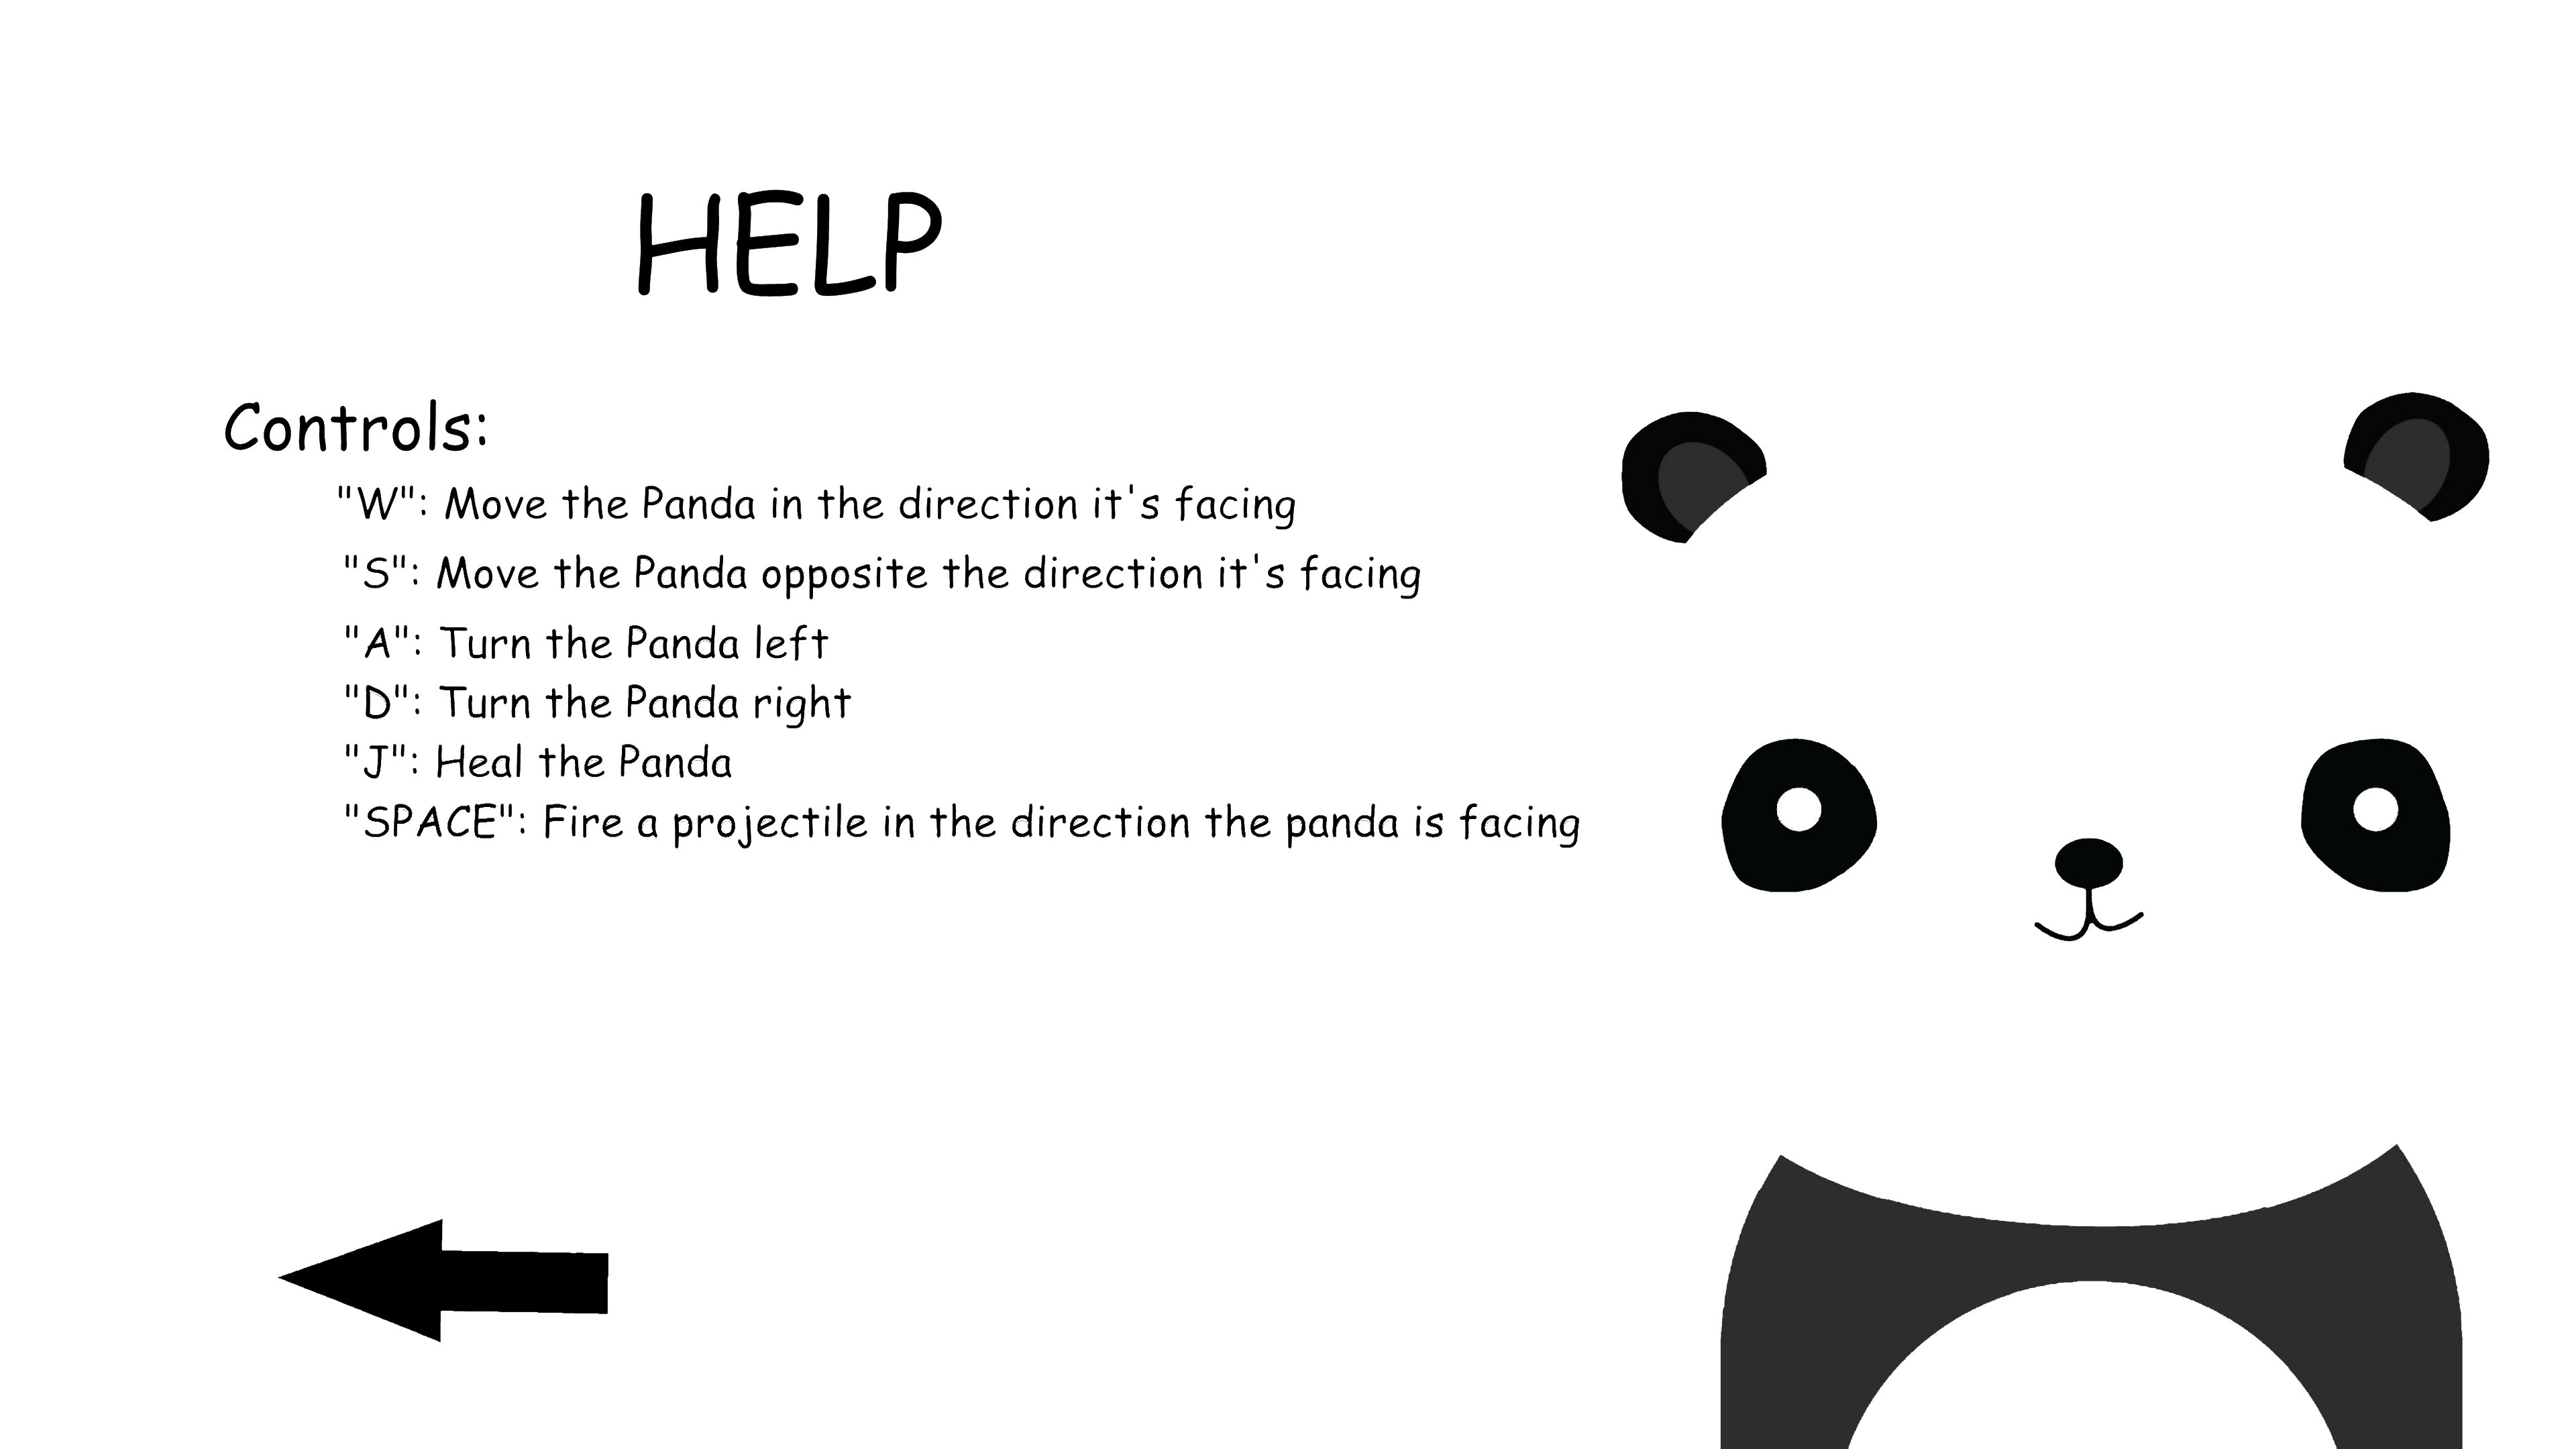 HELP
Controls:
"W": Move the Panda in the direction it's facing
"S": Move the Panda opposite the direction it's facing
"A": Turn the Panda left
"D": Turn the Panda right
"J": Heal the Panda
"SPACE": Fire a projectile in the direction the panda is facing